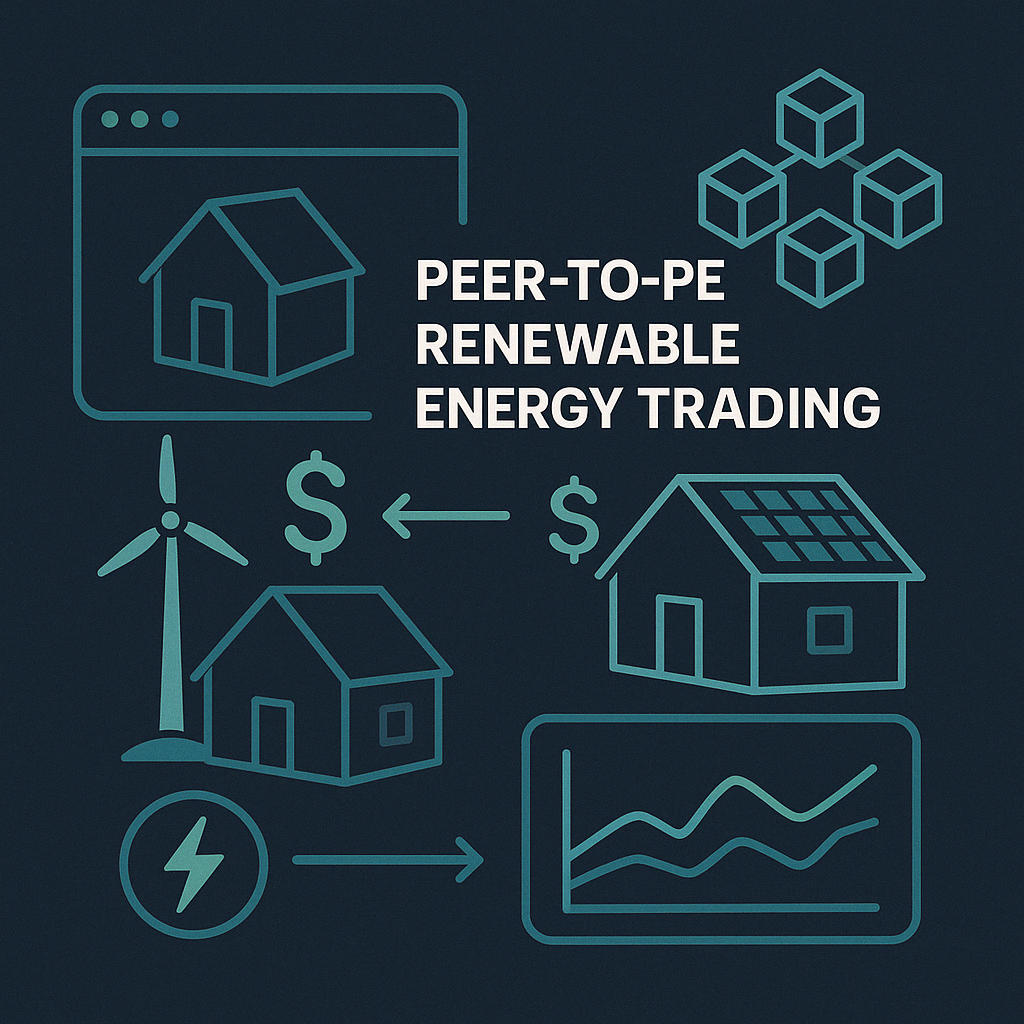 PEER-TO-PE
RENEWABLE
ENERGY TRADING
$
$